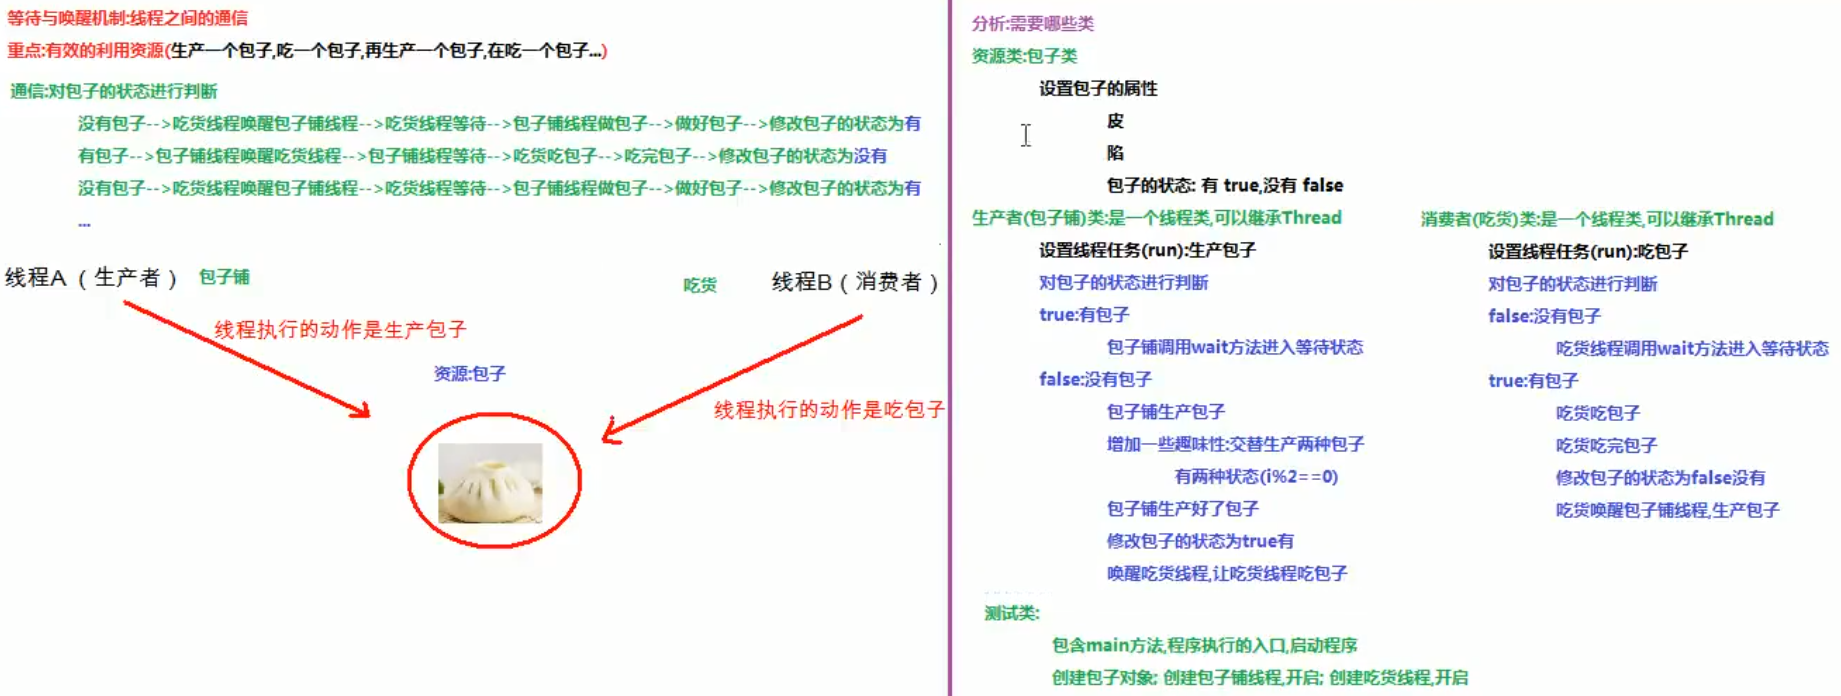 等待与唤醒机制:线程之间的通信
重点:有效的利用资源(生产一个包子,吃一个包子,再生产一个包子,在吃一个包子...)
通信:对包子的状态进行判断
没有包子-->吃货线程唤醒包子铺线程-->吃货线程等待-->包子铺线程做包子-->做好包子-->修改包子的状态为有
有包子-->包子铺线程唤醒吃货线程-->包子铺线程等待-->吃货吃包子-->吃完包子-->修改包子的状态为没有
没有包子-->吃货线程唤醒包子铺线程-->吃货线程等待-->包子铺线程做包子-->做好包子-->修改包子的状态为有
...
线程A（生产者） 包子铺
吃货 线程B（消费者）
线程执行的动作是生产包子
资源:包子
线程执行的动作是吃包子
分析:需要哪些类
资源类:包子类
设置包子的属性
皮
陷
包子的状态: 有 true,没有 false
生产者(包子铺)类:是一个线程类,可以继承Thread
设置线程任务(run):生产包子
对包子的状态进行判断
true:有包子
包子铺调用wait方法进入等待状态
false:没有包子
包子铺生产包子
增加一些趣味性:交替生产两种包子
有两种状态(i%2==0)
包子铺生产好了包子
修改包子的状态为true有
唤醒吃货线程,让吃货线程吃包子
消费者(吃货)类:是一个线程类,可以继承Thread
设置线程任务(run):吃包子
对包子的状态进行判断
false:没有包子
吃货线程调用wait方法进入等待状态
true:有包子
吃货吃包子
吃货吃完包子
修改包子的状态为false没有
吃货唤醒包子铺线程,生产包子
测试类:
包含main方法,程序执行的入口,启动程序
创建包子对象; 创建包子铺线程,开启; 创建吃货线程,开启